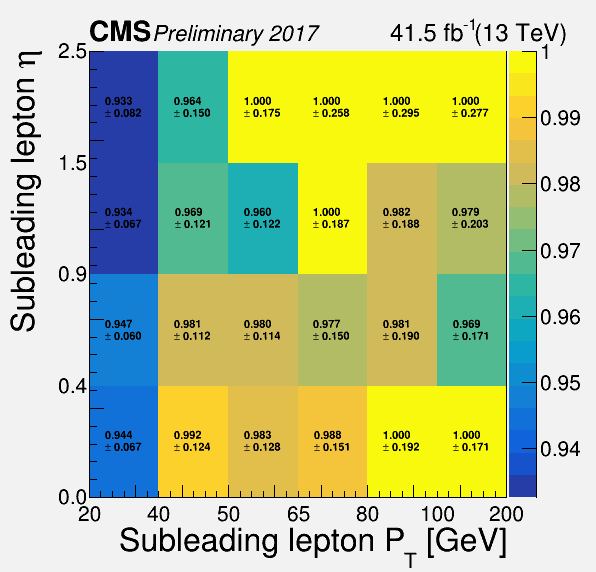 CMS Preliminary 2017 41.5 fb⁻¹(13 TeV)
Subleading lepton η
2.5
1.5
0.9
0.4
0.0
0.933 0.964 1.000 1.000 1.000 1.000
± 0.082 ± 0.150 ± 0.175 ± 0.258 ± 0.295 ± 0.277
0.934 0.969 0.960 1.000 0.982 0.979
± 0.067 ± 0.121 ± 0.122 ± 0.187 ± 0.188 ± 0.203
0.947 0.981 0.980 0.977 0.981 0.969
± 0.060 ± 0.112 ± 0.114 ± 0.150 ± 0.190 ± 0.171
0.944 0.992 0.983 0.988 1.000 1.000
± 0.067 ± 0.124 ± 0.128 ± 0.151 ± 0.192 ± 0.171
1
0.99
0.98
0.97
0.96
0.95
0.94
20 40 50 65 80 100 200
Subleading lepton P_T [GeV]